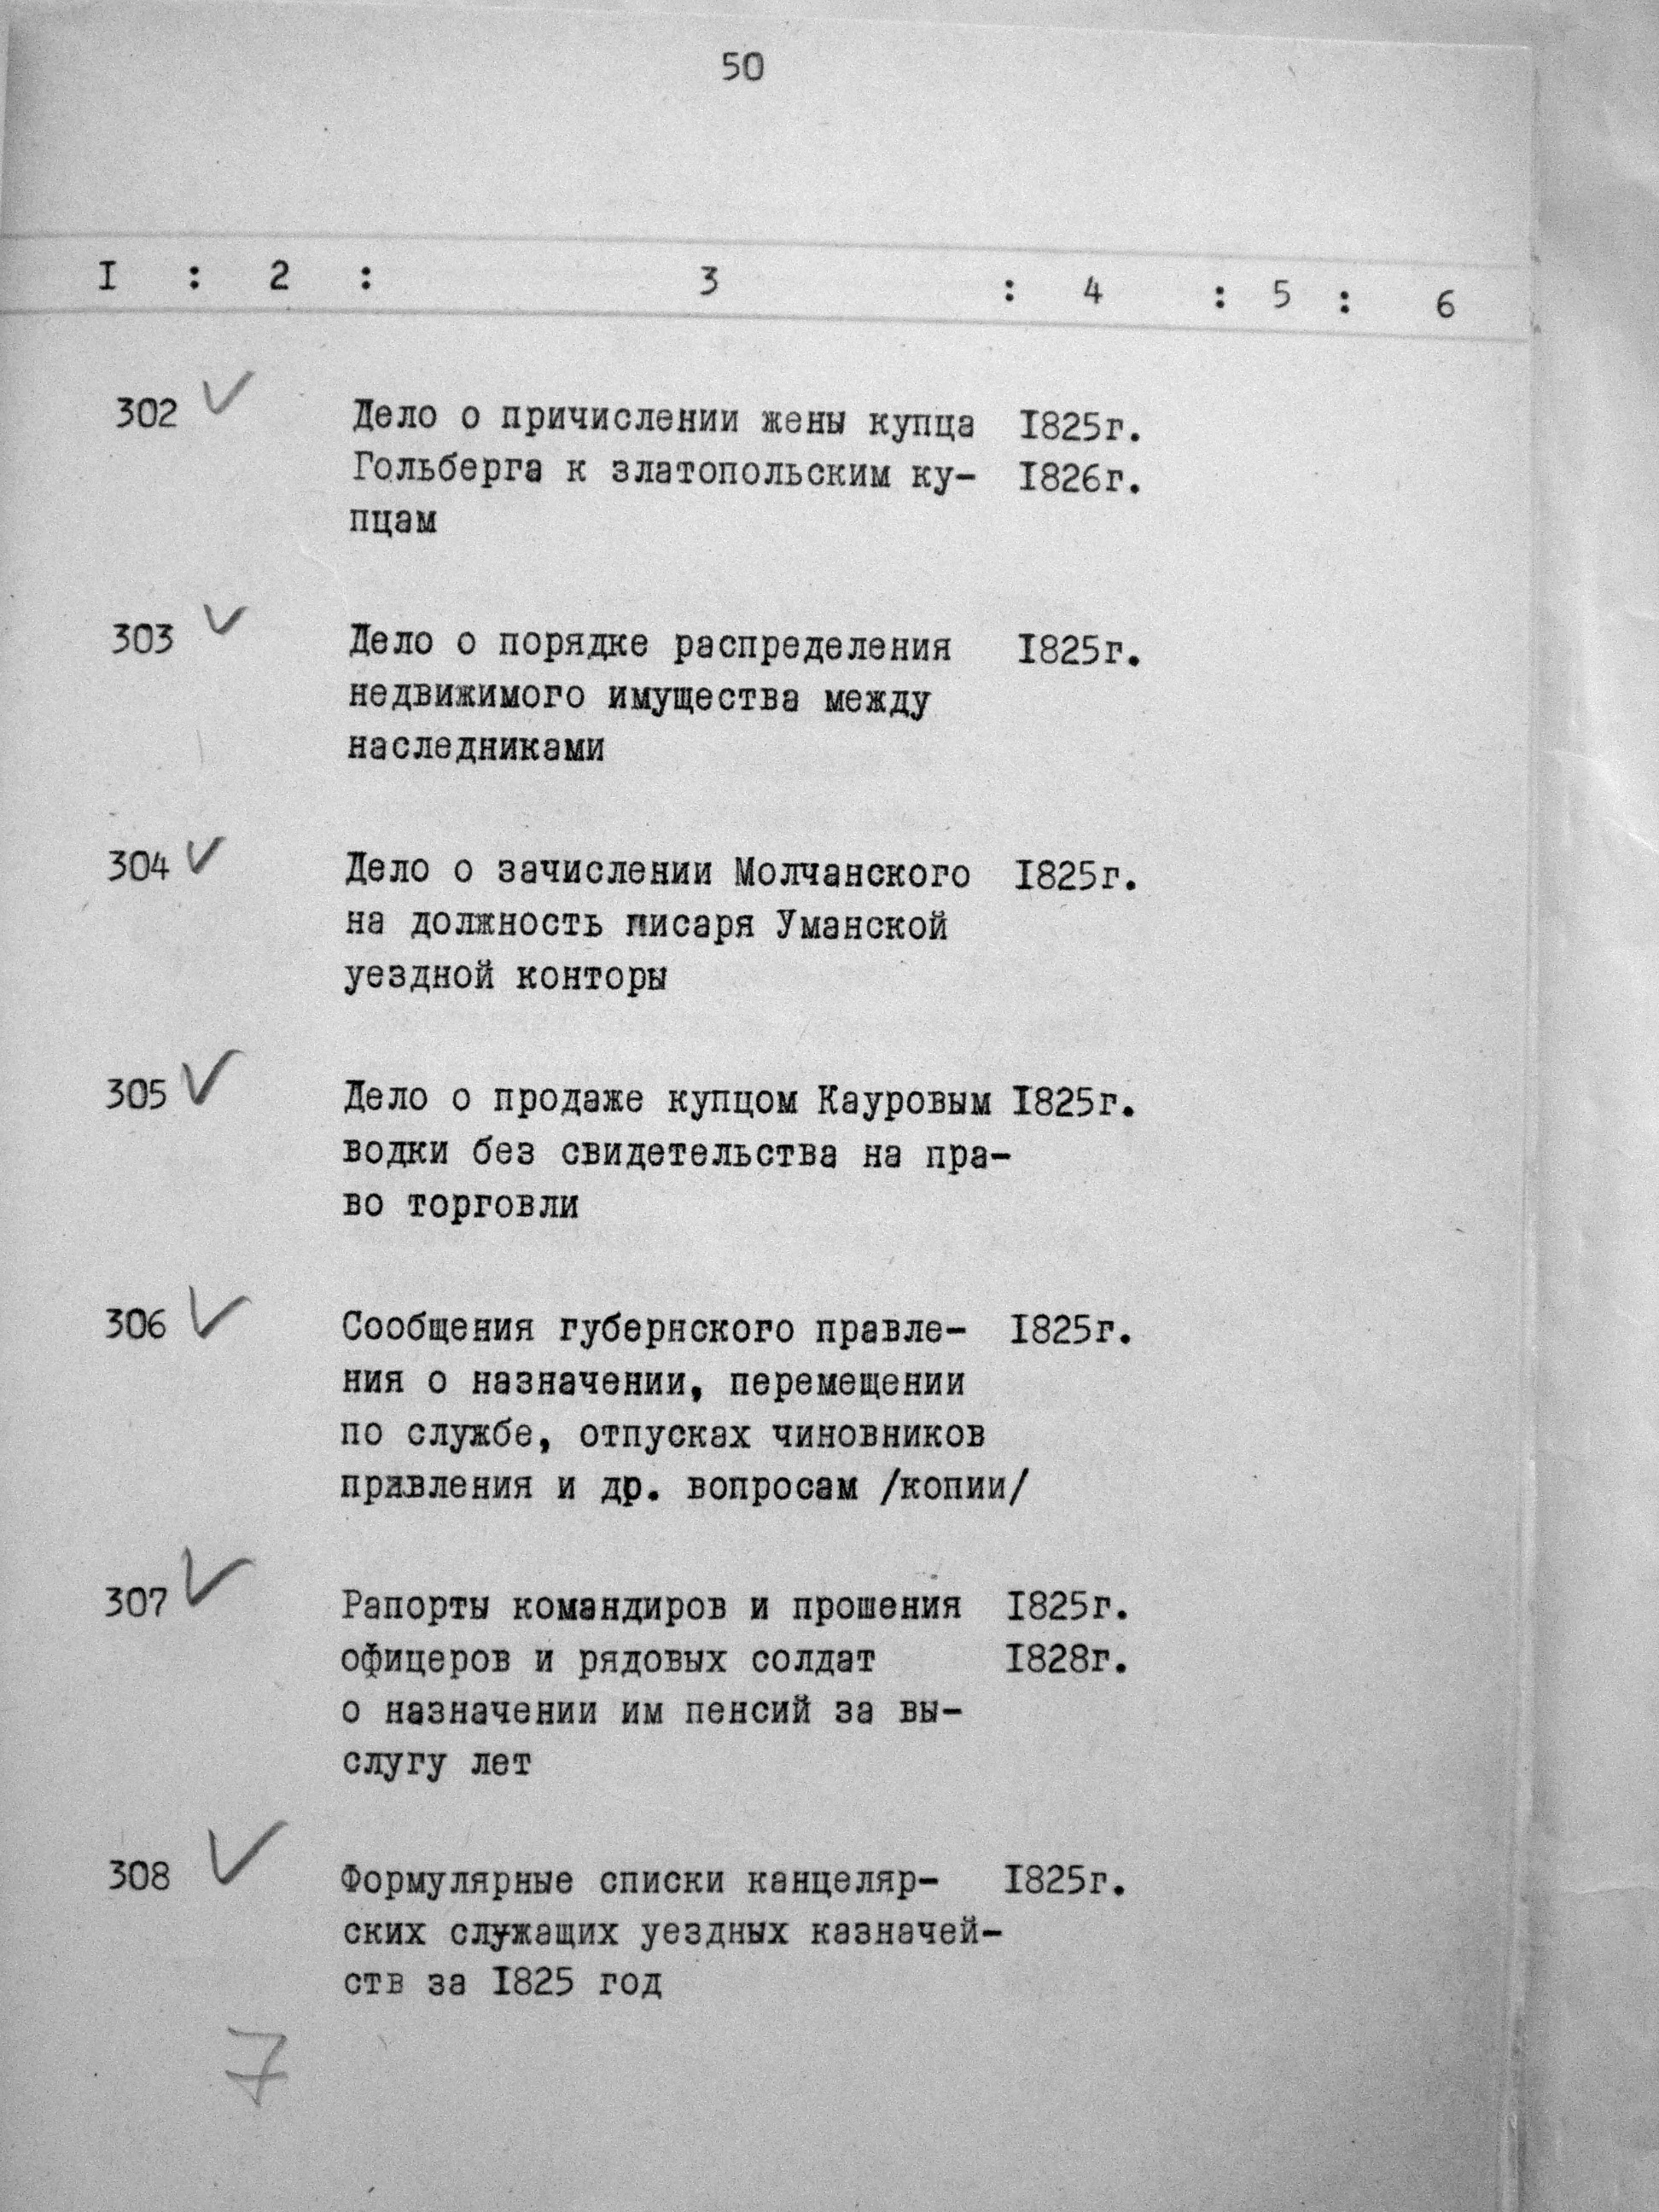 50
I : 2 : 3 : 4 : 5 : 6
302 ✓ Дело о причислении жены купца 1825г.
Гольберга к златопольским ку- 1826г.
пцам
303 ✓ Дело о порядке распределения 1825г.
недвижимого имущества между
наследниками
304 ✓ Дело о зачислении Молчанского 1825г.
на должность писаря Уманской
уездной конторы
305 ✓ Дело о продаже купцом Кауровым 1825г.
водки без свидетельства на пра-
во торговли
306 ✓ Сообщения губернского правле- 1825г.
ния о назначении, перемещении
по службе, отпусках чиновников
правления и др. вопросам /копии/
307 ✓ Рапорты командиров и прошения 1825г.
офицеров и рядовых солдат 1828г.
о назначении им пенсий за вы-
слугу лет
308 ✓ Формулярные списки канцеляр- 1825г.
ских служащих уездных казначей-
ств за 1825 год
7